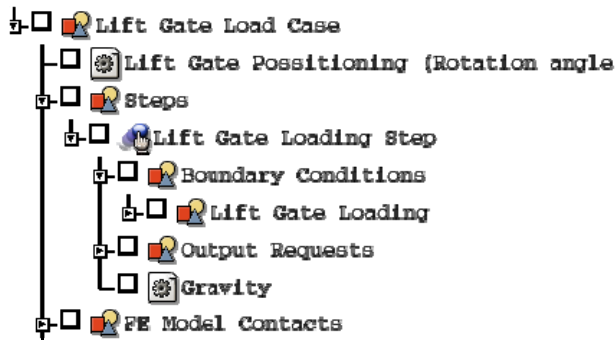 Lift Gate Load Case
Lift Gate Possitioning (Rotation angle
Steps
Lift Gate Loading Step
Boundary Conditions
Lift Gate Loading
Output Requests
Gravity
FE Model Contacts